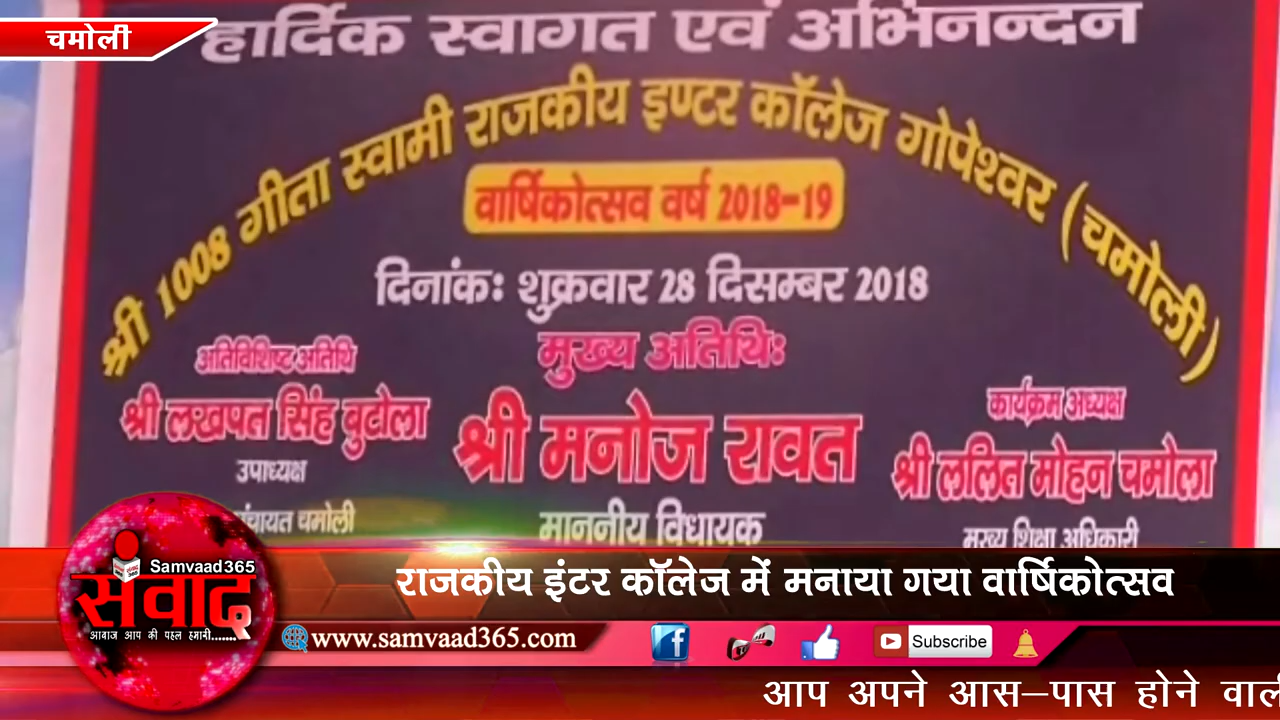 चमोली
हार्दिक स्वागत एवं अभिनन्दन
श्री 1008 गीता स्वामी राजकीय इण्टर कॉलेज गोपेश्वर (चमोली)
वार्षिकोत्सव वर्ष 2018-19
दिनांकः शुक्रवार 28 दिसम्बर 2018
मुख्य अतिथिः
अतिविशिष्ट अतिथि
श्री लखपत सिंह बुटोला
उपाध्यक्ष
चमोली
श्री मनोज रावत
माननीय विधायक
कार्यक्रम अध्यक्ष
श्री ललित मोहन चमोला
मुख्य शिक्षा अधिकारी
राजकीय इंटर कॉलेज में मनाया गया वार्षिकोत्सव
Samvaad365
संवाद
आवाज आप की पहल हमारी.......
www.samvaad365.com
Subscribe
आप अपने आस–पास होने